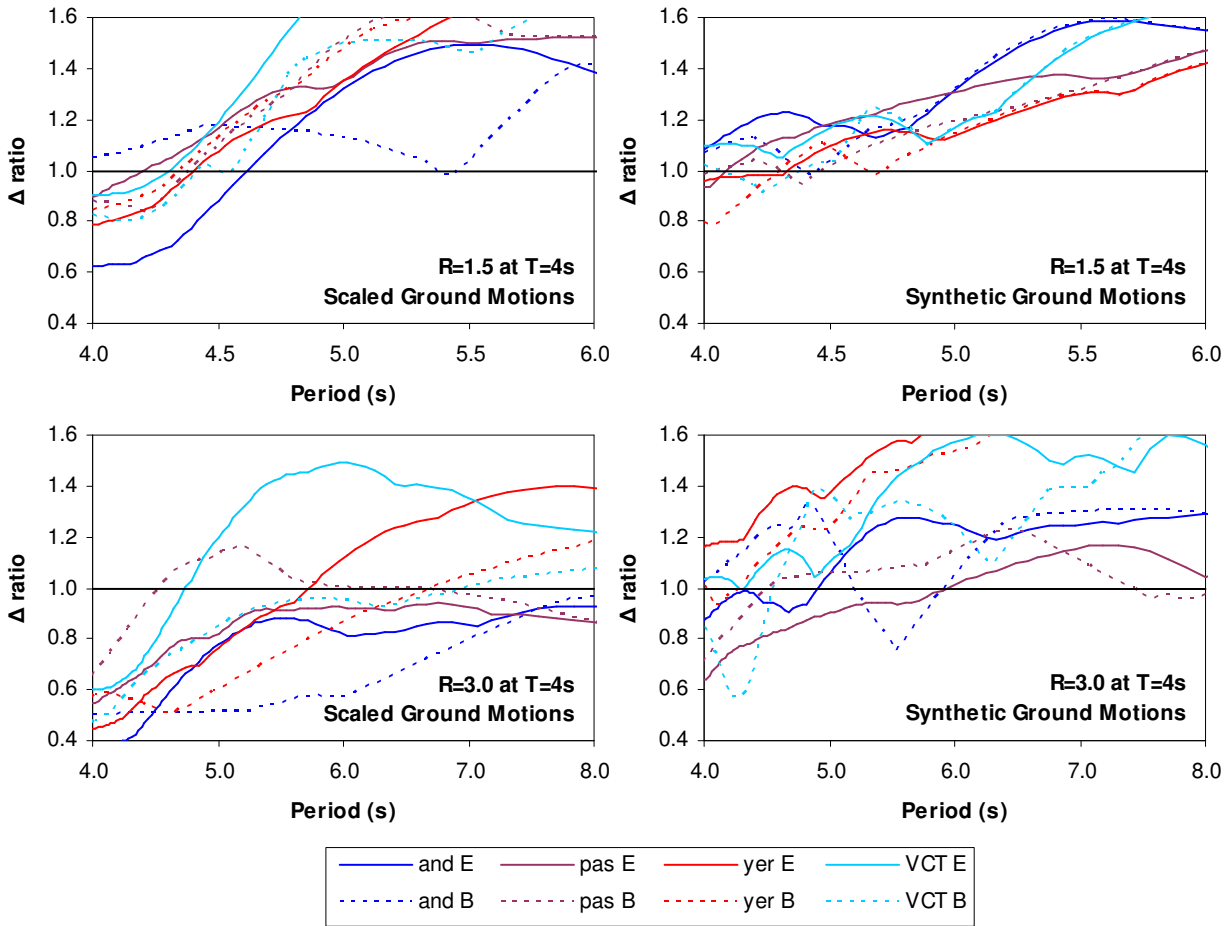 1.6
1.4
1.2
1.0
0.8
0.6
0.4
Δ ratio
4.0 4.5 5.0 5.5 6.0
Period (s)
R=1.5 at T=4s
Scaled Ground Motions
1.6
1.4
1.2
1.0
0.8
0.6
0.4
Δ ratio
4.0 4.5 5.0 5.5 6.0
Period (s)
R=1.5 at T=4s
Synthetic Ground Motions
1.6
1.4
1.2
1.0
0.8
0.6
0.4
Δ ratio
4.0 5.0 6.0 7.0 8.0
Period (s)
R=3.0 at T=4s
Scaled Ground Motions
1.6
1.4
1.2
1.0
0.8
0.6
0.4
Δ ratio
4.0 5.0 6.0 7.0 8.0
Period (s)
R=3.0 at T=4s
Synthetic Ground Motions
and E pas E yer E VCT E
and B pas B yer B VCT B